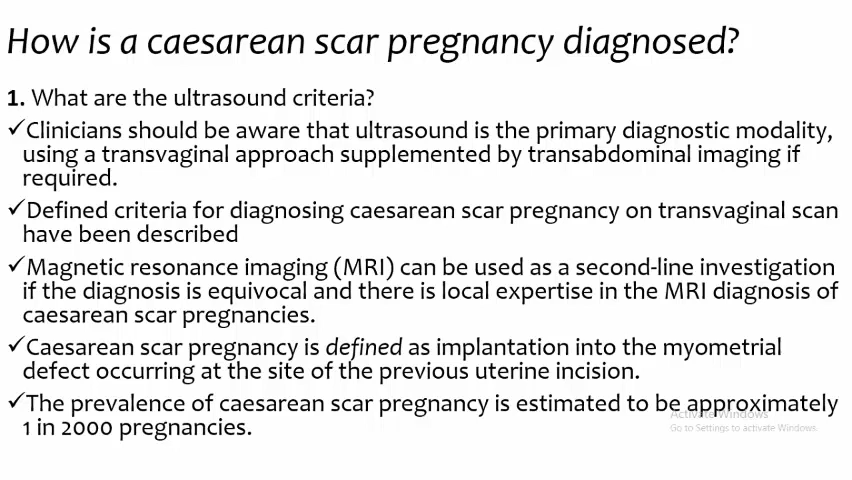 How is a caesarean scar pregnancy diagnosed?
1. What are the ultrasound criteria?
✓Clinicians should be aware that ultrasound is the primary diagnostic modality,
using a transvaginal approach supplemented by transabdominal imaging if
required.
✓Defined criteria for diagnosing caesarean scar pregnancy on transvaginal scan
have been described
✓Magnetic resonance imaging (MRI) can be used as a second-line investigation
if the diagnosis is equivocal and there is local expertise in the MRI diagnosis of
caesarean scar pregnancies.
✓Caesarean scar pregnancy is defined as implantation into the myometrial
defect occurring at the site of the previous uterine incision.
✓The prevalence of caesarean scar pregnancy is estimated to be approximately
1 in 2000 pregnancies.
Activate Windows
Go to Settings to activate Windows.